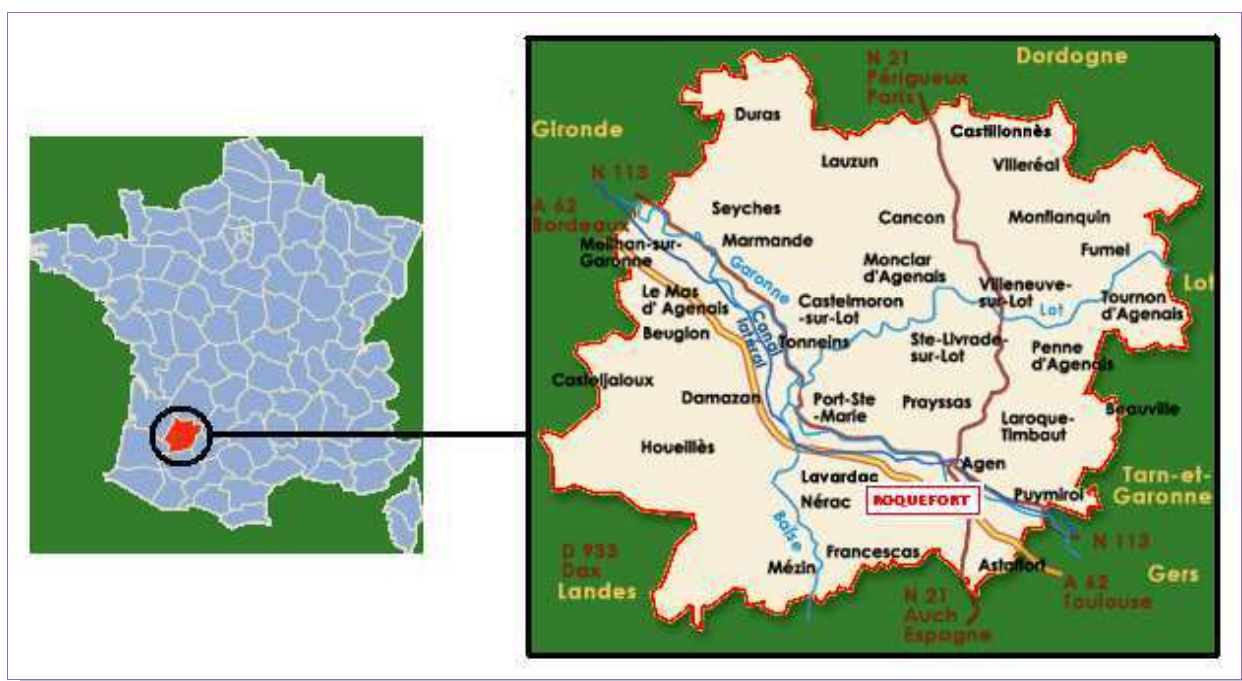 Dordogne
N 21
Périgueux
Paris
Duras
Gironde
Castillonnès
Lauzun
Villeréal
N 113
A 62
Bordeaux
Seyches
Cancon
Monflanquin
Marmande
Meilhan-sur-
Garonne
Fumel
Garonne
Monclar
d'Agenais
Villeneuve-
sur-Lot
Lot
Le Mas
d' Agenais
Castelmoron
-sur-Lot
Lot
Tournon
d'Agenais
Canal
latéral
Beuglon
Tonneins
Ste-Livrade-
sur-Lot
Penne
d'Agenais
Casteljaloux
Damazan
Port-Ste
-Marie
Prayssas
Beauville
Laroque-
Timbaut
Houeillès
Agen
Lavardac
Tarn-et-
Garonne
Nérac
ROQUEFORT
Puymirol
Baïse
D 933
Dax
Landes
Francescas
N 113
Mézin
Astaffort
Gers
N 21
Auch
Espagne
A 62
Toulouse